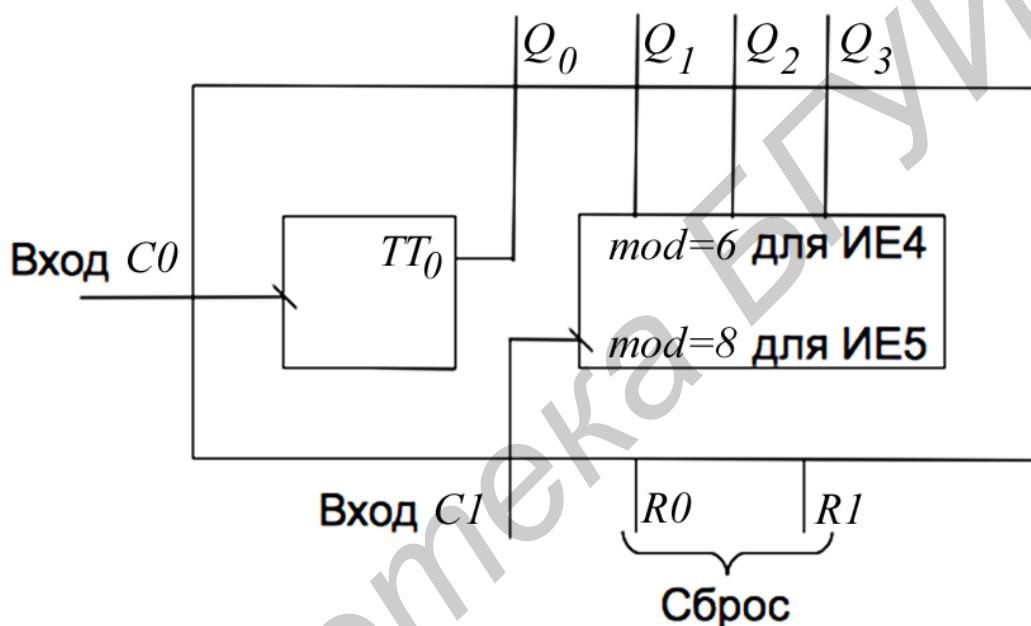 Q0 Q1 Q2 Q3
TT0
mod=6 для ИЕ4
Вход C0
mod=8 для ИЕ5
Вход C1
R0 R1
Сброс